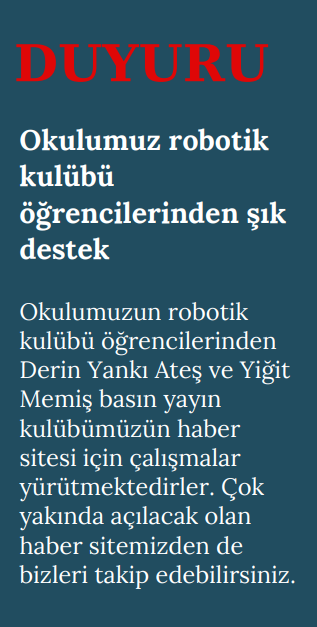 DUYURU
Okulumuz robotik
kulübü
öğrencilerinden şık
destek
Okulumuzun robotik
kulübü öğrencilerinden
Derin Yankı Ateş ve Yiğit
Memiş basın yayın
kulübümüzün haber
sitesi için çalışmalar
yürütmektedirler. Çok
yakında açılacak olan
haber sitemizden de
bizleri takip edebilirsiniz.